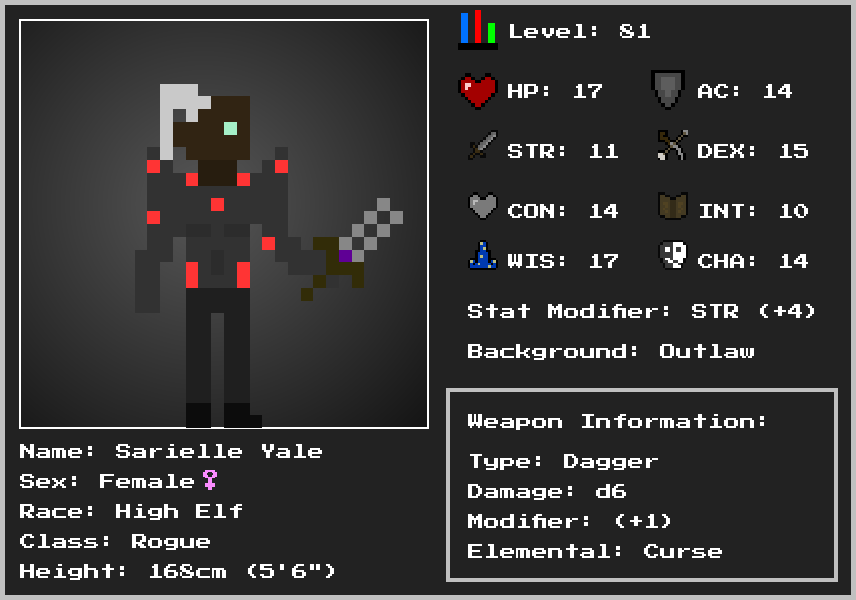 Level: 81
HP: 17 AC: 14
STR: 11 DEX: 15
CON: 14 INT: 10
WIS: 17 CHA: 14
Stat Modifier: STR (+4)
Background: Outlaw
Weapon Information:
Type: Dagger
Damage: d6
Modifier: (+1)
Elemental: Curse
Name: Sarielle Yale
Sex: Female♀
Race: High Elf
Class: Rogue
Height: 168cm (5'6")